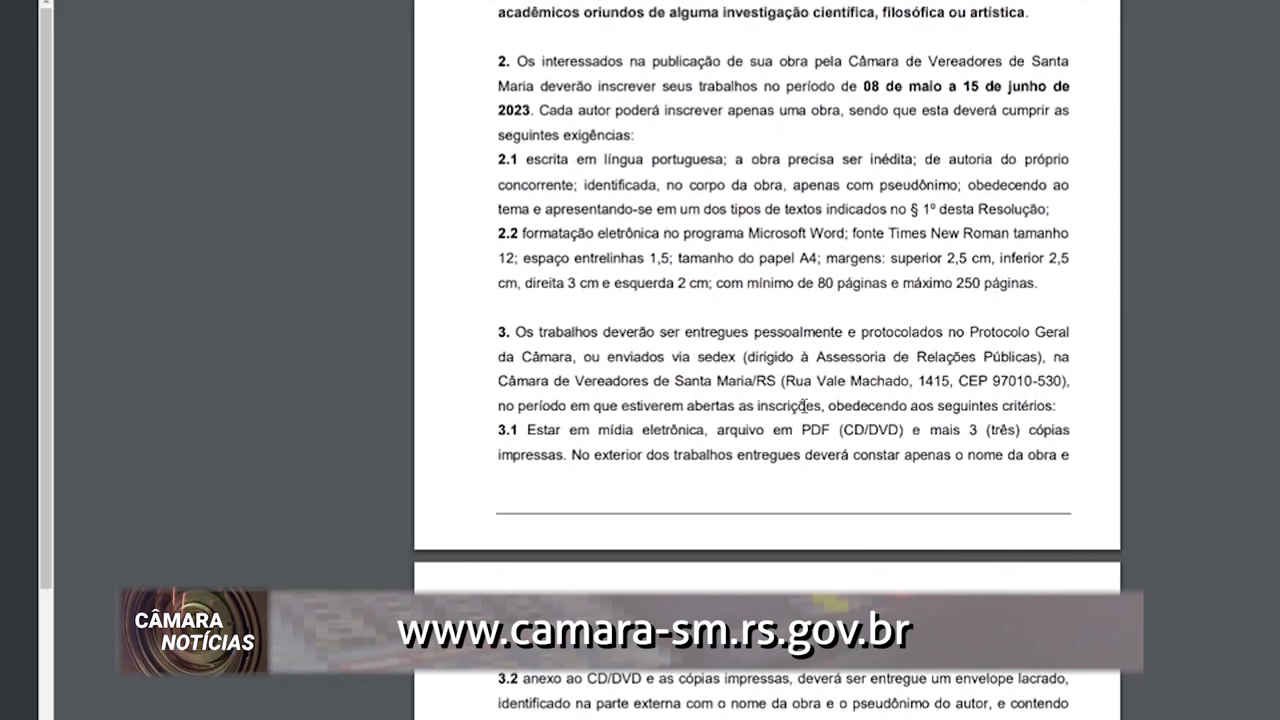 acadêmicos oriundos de alguma investigação científica, filosófica ou artística.
2. Os interessados na publicação de sua obra pela Câmara de Vereadores de Santa
Maria deverão inscrever seus trabalhos no período de 08 de maio a 15 de junho de
2023. Cada autor poderá inscrever apenas uma obra, sendo que esta deverá cumprir as
seguintes exigências:
2.1 escrita em língua portuguesa; a obra precisa ser inédita; de autoria do próprio
concorrente; identificada, no corpo da obra, apenas com pseudônimo; obedecendo ao
tema e apresentando-se em um dos tipos de textos indicados no § 1º desta Resolução;
2.2 formatação eletrônica no programa Microsoft Word; fonte Times New Roman tamanho
12; espaço entrelinhas 1,5; tamanho do papel A4; margens: superior 2,5 cm, inferior 2,5
cm, direita 3 cm e esquerda 2 cm; com mínimo de 80 páginas e máximo 250 páginas.
3. Os trabalhos deverão ser entregues pessoalmente e protocolados no Protocolo Geral
da Câmara, ou enviados via sedex (dirigido à Assessoria de Relações Públicas), na
Câmara de Vereadores de Santa Maria/RS (Rua Vale Machado, 1415, CEP 97010-530),
no período em que estiverem abertas as inscrições, obedecendo aos seguintes critérios:
3.1 Estar em mídia eletrônica, arquivo em PDF (CD/DVD) e mais 3 (três) cópias
impressas. No exterior dos trabalhos entregues deverá constar apenas o nome da obra e
CÂMARA
NOTÍCIAS
www.camara-sm.rs.gov.br
3.2 anexo ao CD/DVD e as cópias impressas, deverá ser entregue um envelope lacrado,
identificado na parte externa com o nome da obra e o pseudônimo do autor, e contendo